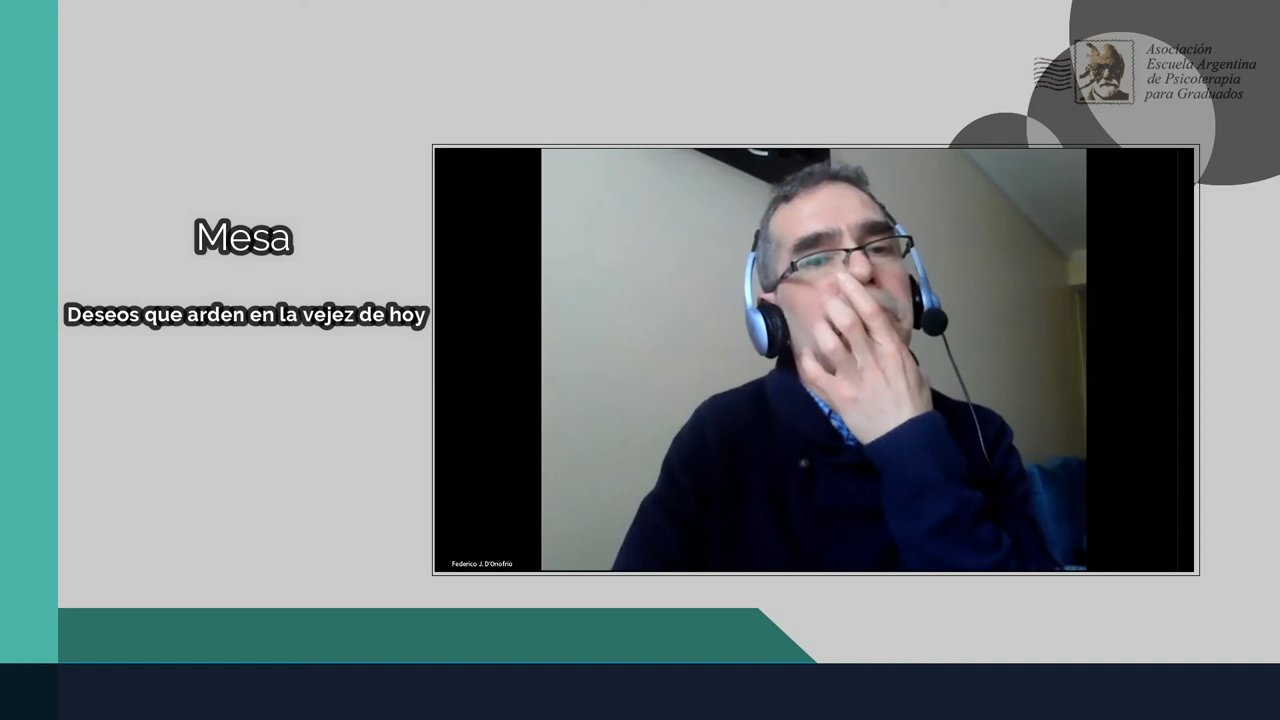 Asociación
Escuela Argentina
de Psicoterapia
para Graduados
Mesa
Deseos que arden en la vejez de hoy
Federico J. D'Onofrio